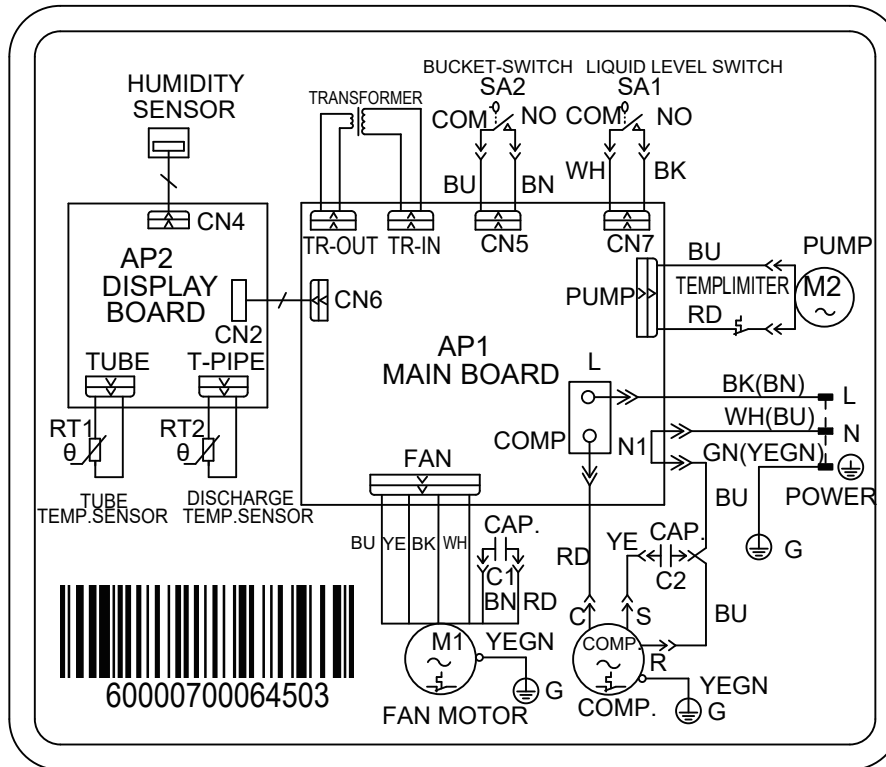 BUCKET-SWITCH LIQUID LEVEL SWITCH
SA2 SA1
HUMIDITY
SENSOR
TRANSFORMER
COM NO COM NO
BU BN WH BK
CN4
TR-OUT TR-IN CN5 CN7
AP2
DISPLAY
BOARD
CN2
CN6
BU PUMP
PUMP TEMPLIMITER M2
RD
TUBE T-PIPE
AP1
MAIN BOARD
L
BK(BN) L
COMP
N1 WH(BU) N
GN(YEGN)
POWER
RT1 θ RT2 θ
TUBE
TEMP.SENSOR
DISCHARGE
TEMP.SENSOR
FAN
BU YE BK WH
CAP.
C1
BN RD
RD YE CAP.
C2
BU
G
BU
C S
M1 YEGN
G
FAN MOTOR
COMP. R
YEGN
G
COMP.
60000700064503